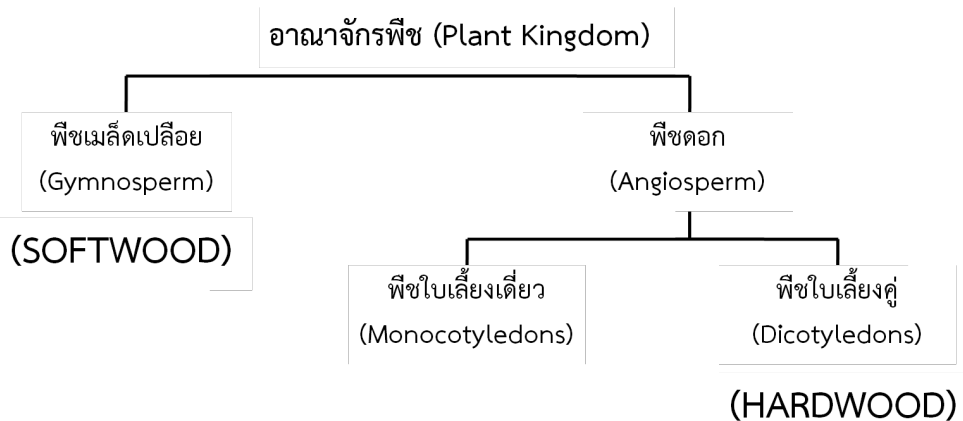 อาณาจักรพืช (Plant Kingdom)
พืชเมล็ดเปลือย
(Gymnosperm)
(SOFTWOOD)
พืชดอก
(Angiosperm)
พืชใบเลี้ยงเดี่ยว
(Monocotyledons)
พืชใบเลี้ยงคู่
(Dicotyledons)
(HARDWOOD)